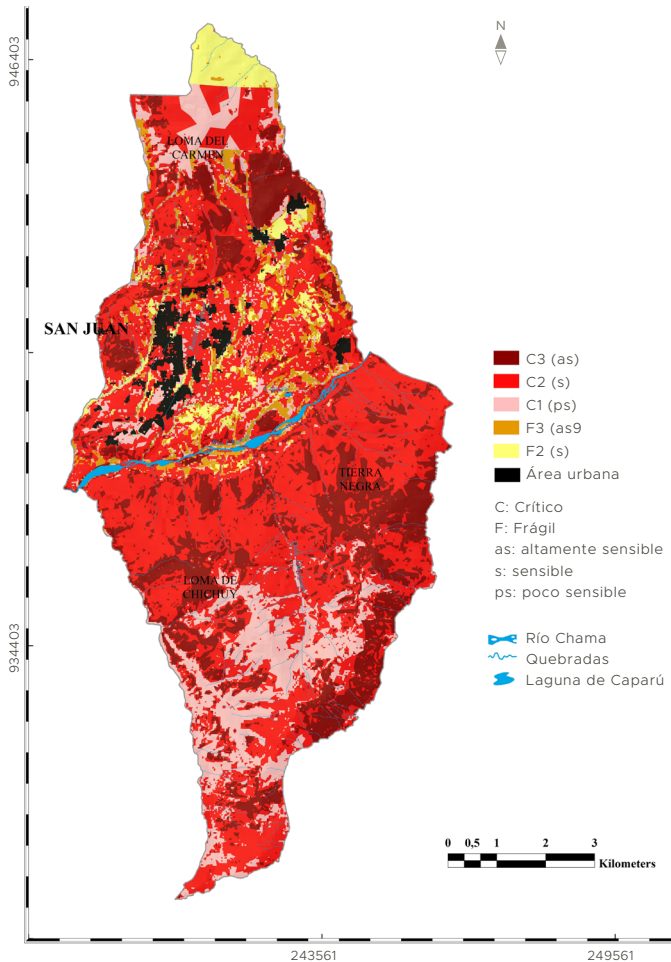 N
946403
LOMA DEL
CARMEN
SAN JUAN
C3 (as)
C2 (s)
C1 (ps)
F3 (as9
F2 (s)
Área urbana
C: Crítico
F: Frágil
as: altamente sensible
s: sensible
ps: poco sensible
TIERRA
NEGRA
LOMA DE
CHICHUY
934403
Río Chama
Quebradas
Laguna de Caparú
0 0,5 1 2 3
Kilometers
243561
249561